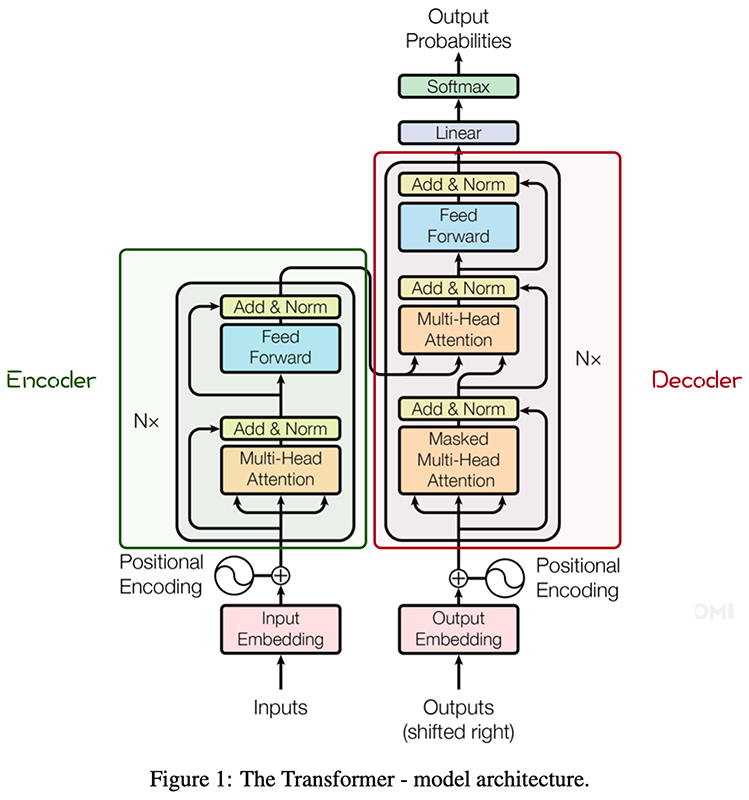 Output
Probabilities
Softmax
Linear
Add & Norm
Feed
Forward
Add & Norm
Multi-Head
Attention
Add & Norm
Masked
Multi-Head
Attention
Nx
Decoder
Encoder
Nx
Add & Norm
Feed
Forward
Add & Norm
Multi-Head
Attention
Positional
Encoding
Positional
Encoding
Input
Embedding
Output
Embedding
Inputs
Outputs
(shifted right)
Figure 1: The Transformer - model architecture.